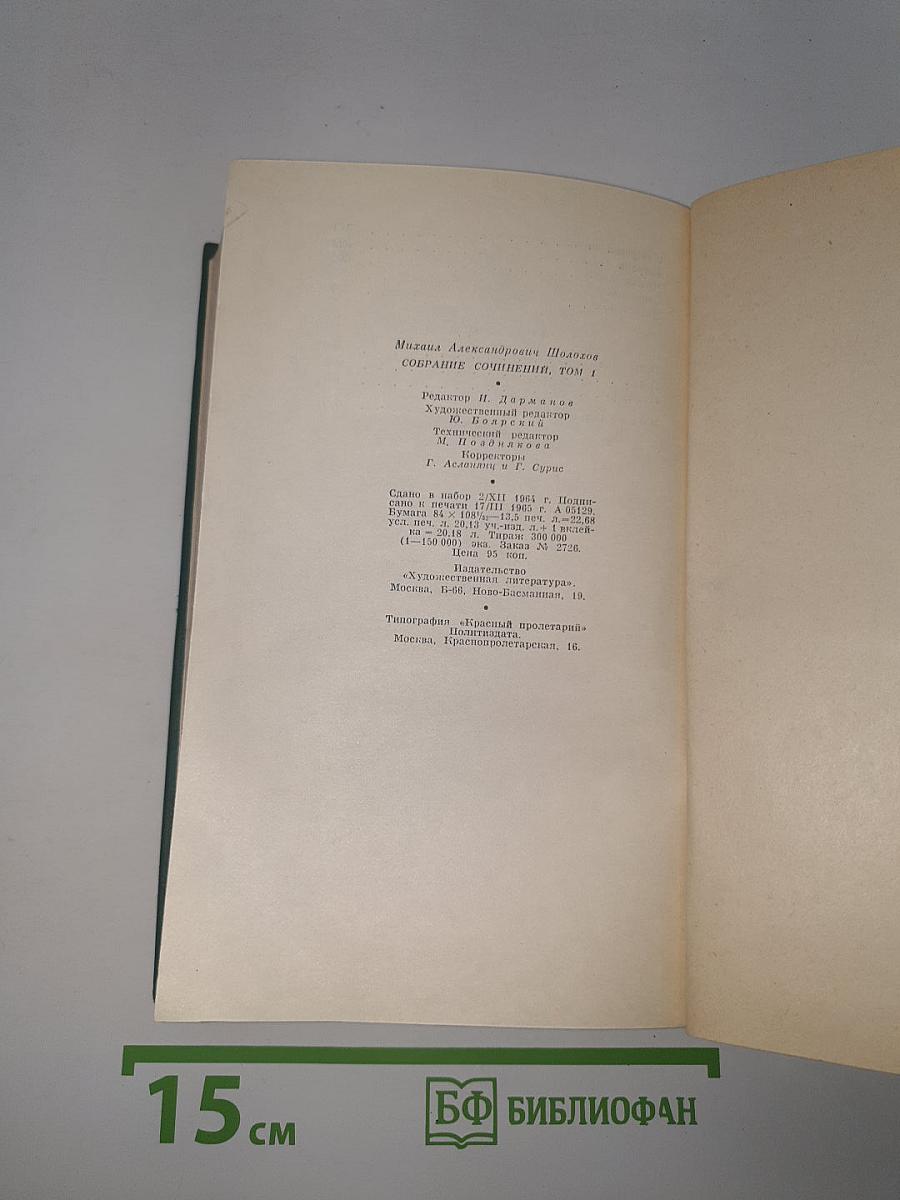 Михаил Александрович Шолохов
СОБРАНИЕ СОЧИНЕНИЙ, ТОМ 1
Редактор И. Дарманов
Художественный редактор
Ю. Боярский
Технический редактор
М. Позднякова
Корректоры
Г. Асланянц и Г. Сурис
Сдано в набор 2/XII 1964 г. Подпи-
сано к печати 17/III 1965 г. А 05129.
Бумага 84 × 108¹/₃₂—13,5 печ. л.=22,68
усл. печ. л. 20,13 уч.-изд. л.+ 1 вклей-
ка = 20,18 л. Тираж 300 000
(1—150 000) экз. Заказ № 2726.
Цена 95 коп.
Издательство
«Художественная литература».
Москва, Б-66, Ново-Басманная, 19.
Типография «Красный пролетарий»
Политиздата.
Москва, Краснопролетарская, 16.
15 см
БФ БИБЛИОФАН